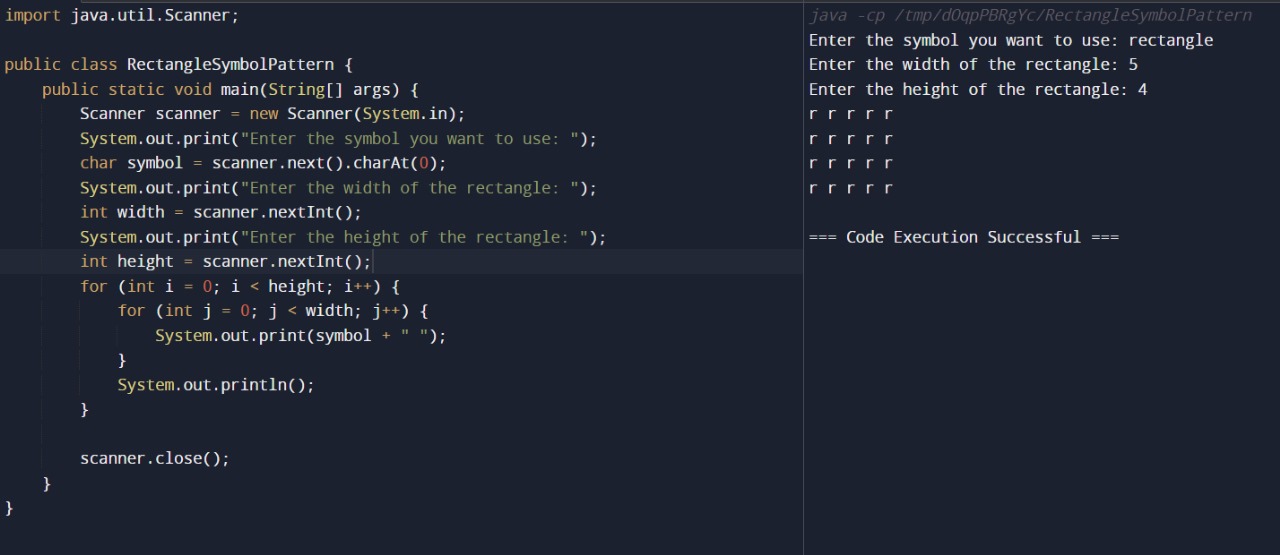 import java.util.Scanner;

public class RectangleSymbolPattern {
    public static void main(String[] args) {
        Scanner scanner = new Scanner(System.in);
        System.out.print("Enter the symbol you want to use: ");
        char symbol = scanner.next().charAt(0);
        System.out.print("Enter the width of the rectangle: ");
        int width = scanner.nextInt();
        System.out.print("Enter the height of the rectangle: ");
        int height = scanner.nextInt();
        for (int i = 0; i < height; i++) {
            for (int j = 0; j < width; j++) {
                System.out.print(symbol + " ");
            }
            System.out.println();
        }

        scanner.close();
    }
}
java -cp /tmp/dOqpPBRgYc/RectangleSymbolPattern
Enter the symbol you want to use: rectangle
Enter the width of the rectangle: 5
Enter the height of the rectangle: 4
r r r r r
r r r r r
r r r r r
r r r r r

=== Code Execution Successful ===